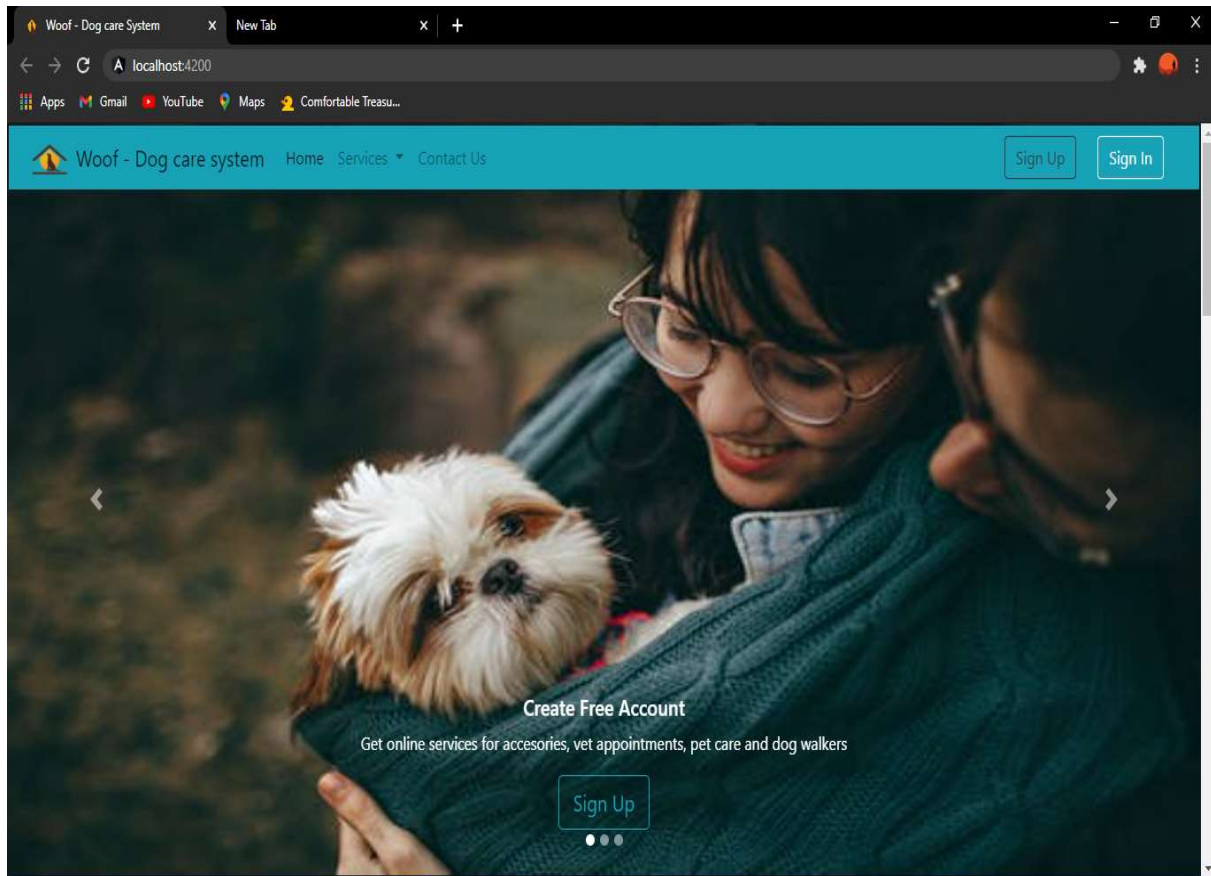 Woof - Dog care System
New Tab
localhost:4200
Apps Gmail YouTube Maps Comfortable Treasu...
Woof - Dog care system Home Services Contact Us Sign Up Sign In
Create Free Account
Get online services for accesories, vet appointments, pet care and dog walkers
Sign Up